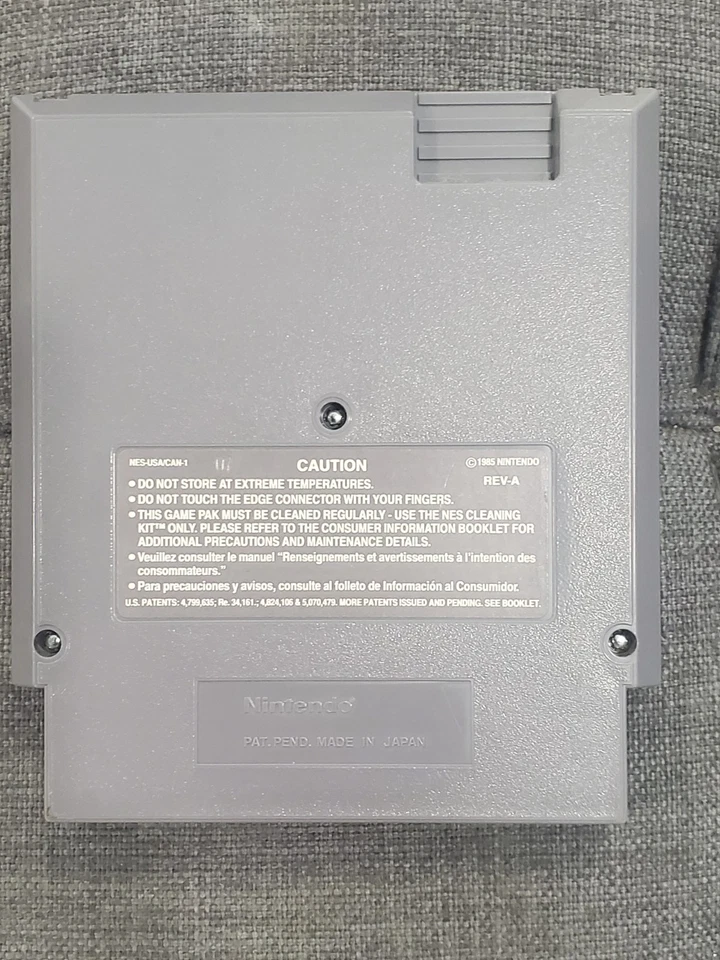 NES-USA/CAN-1
CAUTION
©1985 NINTENDO
REV-A
• DO NOT STORE AT EXTREME TEMPERATURES.
• DO NOT TOUCH THE EDGE CONNECTOR WITH YOUR FINGERS.
• THIS GAME PAK MUST BE CLEANED REGULARLY - USE THE NES CLEANING
KIT™ ONLY. PLEASE REFER TO THE CONSUMER INFORMATION BOOKLET FOR
ADDITIONAL PRECAUTIONS AND MAINTENANCE DETAILS.
• Veuillez consulter le manuel "Renseignements et avertissements à l'intention des
consommateurs."
• Para precauciones y avisos, consulte al folleto de Información al Consumidor.
U.S. PATENTS: 4,799,635; Re. 34,161.; 4,824,106 & 5,070,479. MORE PATENTS ISSUED AND PENDING. SEE BOOKLET.
Nintendo®
PAT. PEND. MADE IN JAPAN